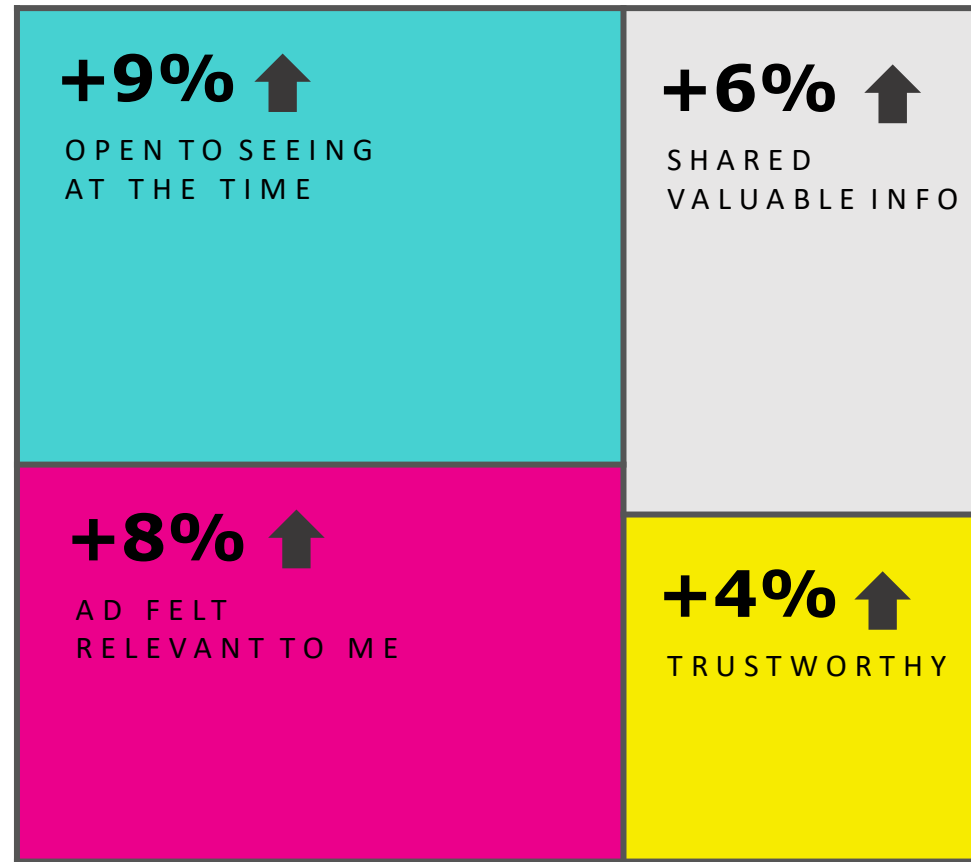 +9%
OPEN TO SEEING
AT THE TIME
+6%
SHARED
VALUABLE INFO
+8%
AD FELT
RELEVANT TO ME
+4%
TRUSTWORTHY